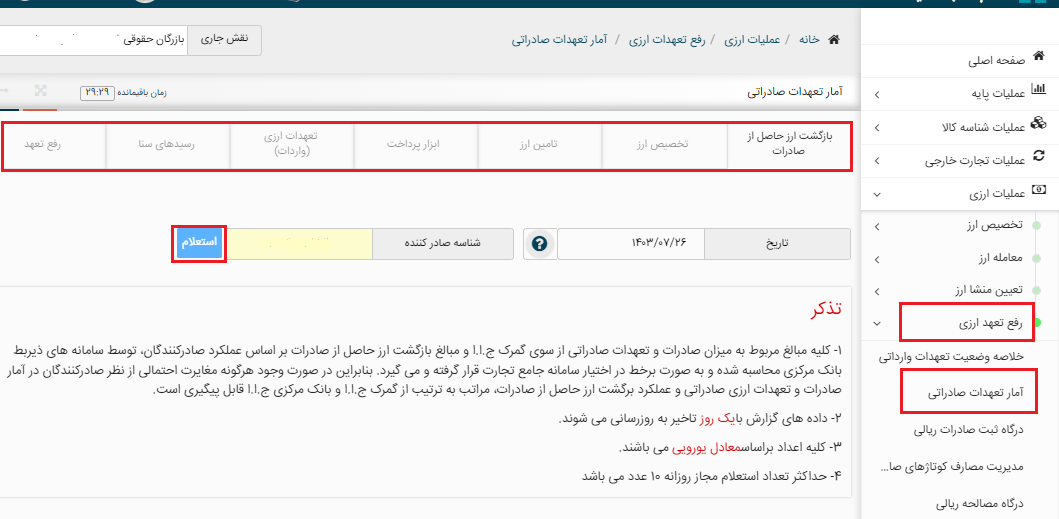 خانه / عملیات ارزی / رفع تعهدات ارزی / آمار تعهدات صادراتی
نقش جاری
بازرگان حقوقی
آمار تعهدات صادراتی
زمان باقیمانده ۲۹:۲۹
بازگشت ارز حاصل از صادرات
تخصیص ارز
تامین ارز
ابزار پرداخت
تعهدات ارزی (واردات)
رسیدهای سنا
رفع تعهد
تاریخ
۱۴۰۳/۰۷/۲۶
?
شناسه صادر کننده
استعلام
تذکر
۱- کلیه مبالغ مربوط به میزان صادرات و تعهدات صادراتی از سوی گمرک ج.ا.ا و مبالغ بازگشت ارز حاصل از صادرات بر اساس عملکرد صادرکنندگان، توسط سامانه های ذیربط
بانک مرکزی محاسبه شده و به صورت برخط در اختیار سامانه جامع تجارت قرار گرفته و می گیرد. بنابراین در صورت وجود هرگونه مغایرت احتمالی از نظر صادرکنندگان در آمار
صادرات و تعهدات ارزی صادراتی و عملکرد برگشت ارز حاصل از صادرات، مراتب به ترتیب از گمرک ج.ا.ا و بانک مرکزی ج.ا.ا قابل پیگیری است.
۲- داده های گزارش بایک روز تاخیر به روزرسانی می شوند.
۳- کلیه اعداد براساسمعادل یورویی می باشند.
۴- حداکثر تعداد استعلام مجاز روزانه ۱۰ عدد می باشد
صفحه اصلی
عملیات پایه
عملیات شناسه کالا
عملیات تجارت خارجی
عملیات ارزی
تخصیص ارز
معامله ارز
تعیین منشا ارز
رفع تعهد ارزی
خلاصه وضعیت تعهدات وارداتی
آمار تعهدات صادراتی
درگاه ثبت صادرات ریالی
مدیریت مصارف کوتاژهای صا...
درگاه مصالحه ریالی